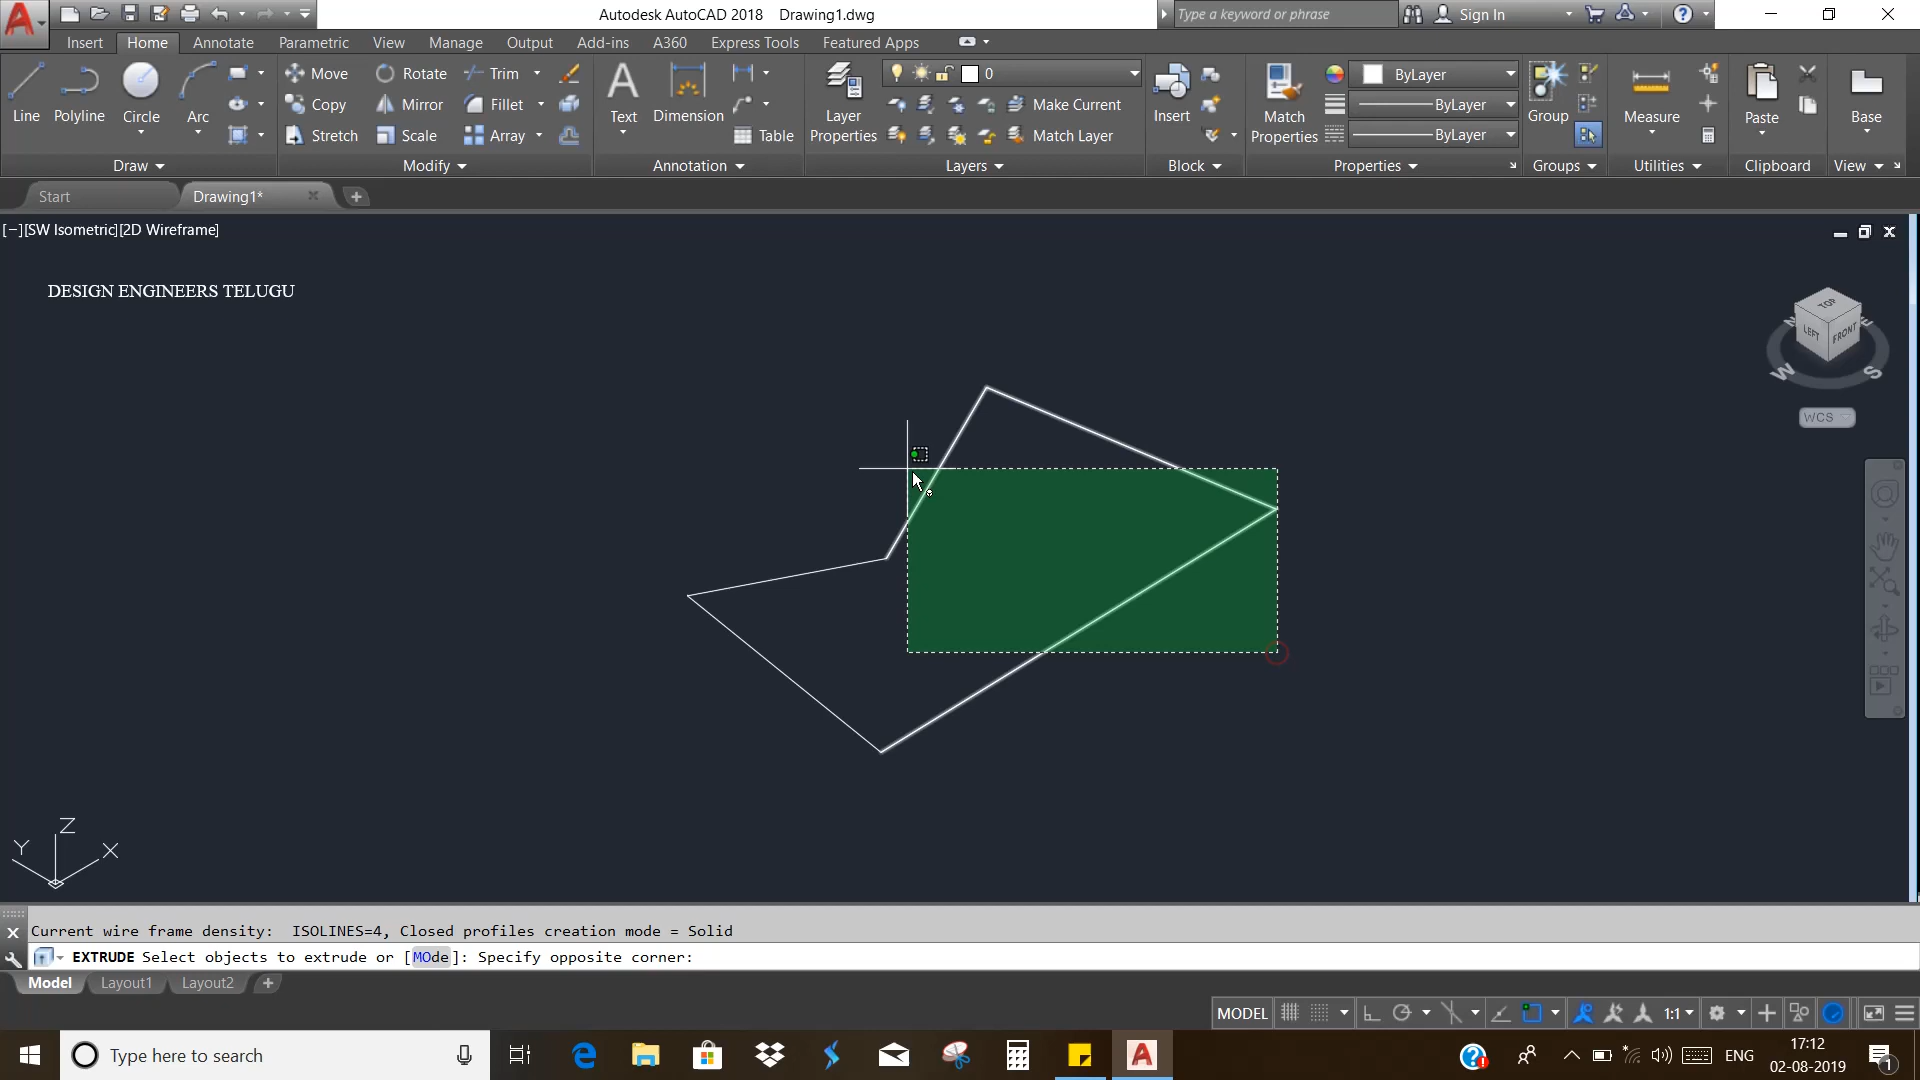 Autodesk AutoCAD 2018 Drawing1.dwg
Type a keyword or phrase
Sign In
Insert Home Annotate Parametric View Manage Output Add-ins A360 Express Tools Featured Apps
Line Polyline Circle Arc
Move Rotate Trim
Copy Mirror Fillet
Stretch Scale Array
Text Dimension Table
Layer Properties
0
Make Current
Match Layer
Insert
Match Properties
ByLayer
ByLayer
ByLayer
Group Measure Paste Base
Draw Modify Annotation Layers Block Properties Groups Utilities Clipboard View
Start Drawing1*
[−][SW Isometric][2D Wireframe]
DESIGN ENGINEERS TELUGU
TOP
LEFT FRONT
N E
W S
WCS
Z
Y X
Current wire frame density: ISOLINES=4, Closed profiles creation mode = Solid
EXTRUDE Select objects to extrude or [MOde]: Specify opposite corner:
Model Layout1 Layout2
MODEL 1:1
Type here to search
ENG
17:12
02-08-2019
1